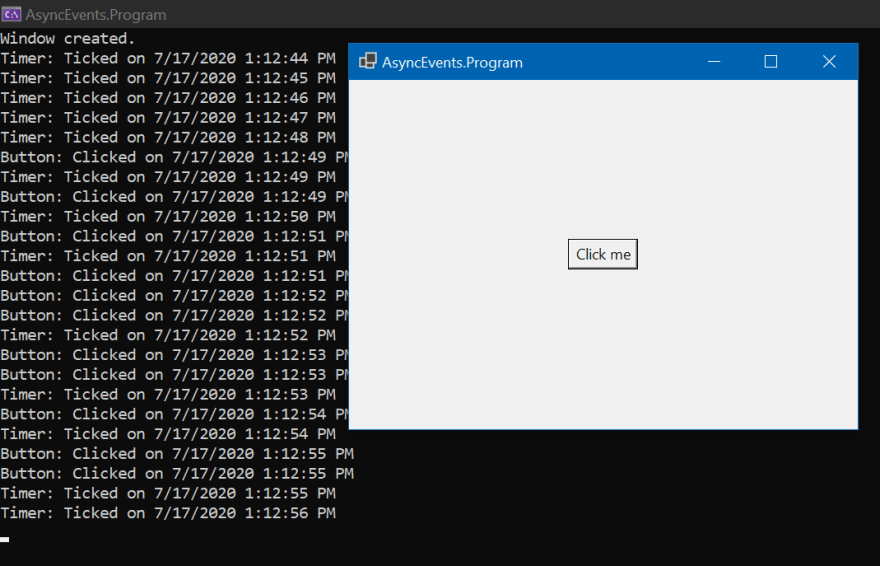 AsyncEvents.Program
Window created.
Timer: Ticked on 7/17/2020 1:12:44 PM
Timer: Ticked on 7/17/2020 1:12:45 PM
Timer: Ticked on 7/17/2020 1:12:46 PM
Timer: Ticked on 7/17/2020 1:12:47 PM
Timer: Ticked on 7/17/2020 1:12:48 PM
Button: Clicked on 7/17/2020 1:12:49 PM
Timer: Ticked on 7/17/2020 1:12:49 PM
Button: Clicked on 7/17/2020 1:12:49 PM
Timer: Ticked on 7/17/2020 1:12:50 PM
Button: Clicked on 7/17/2020 1:12:51 PM
Timer: Ticked on 7/17/2020 1:12:51 PM
Button: Clicked on 7/17/2020 1:12:51 PM
Button: Clicked on 7/17/2020 1:12:52 PM
Button: Clicked on 7/17/2020 1:12:52 PM
Timer: Ticked on 7/17/2020 1:12:52 PM
Button: Clicked on 7/17/2020 1:12:53 PM
Button: Clicked on 7/17/2020 1:12:53 PM
Timer: Ticked on 7/17/2020 1:12:53 PM
Button: Clicked on 7/17/2020 1:12:54 PM
Timer: Ticked on 7/17/2020 1:12:54 PM
Button: Clicked on 7/17/2020 1:12:55 PM
Button: Clicked on 7/17/2020 1:12:55 PM
Timer: Ticked on 7/17/2020 1:12:55 PM
Timer: Ticked on 7/17/2020 1:12:56 PM
AsyncEvents.Program
Click me